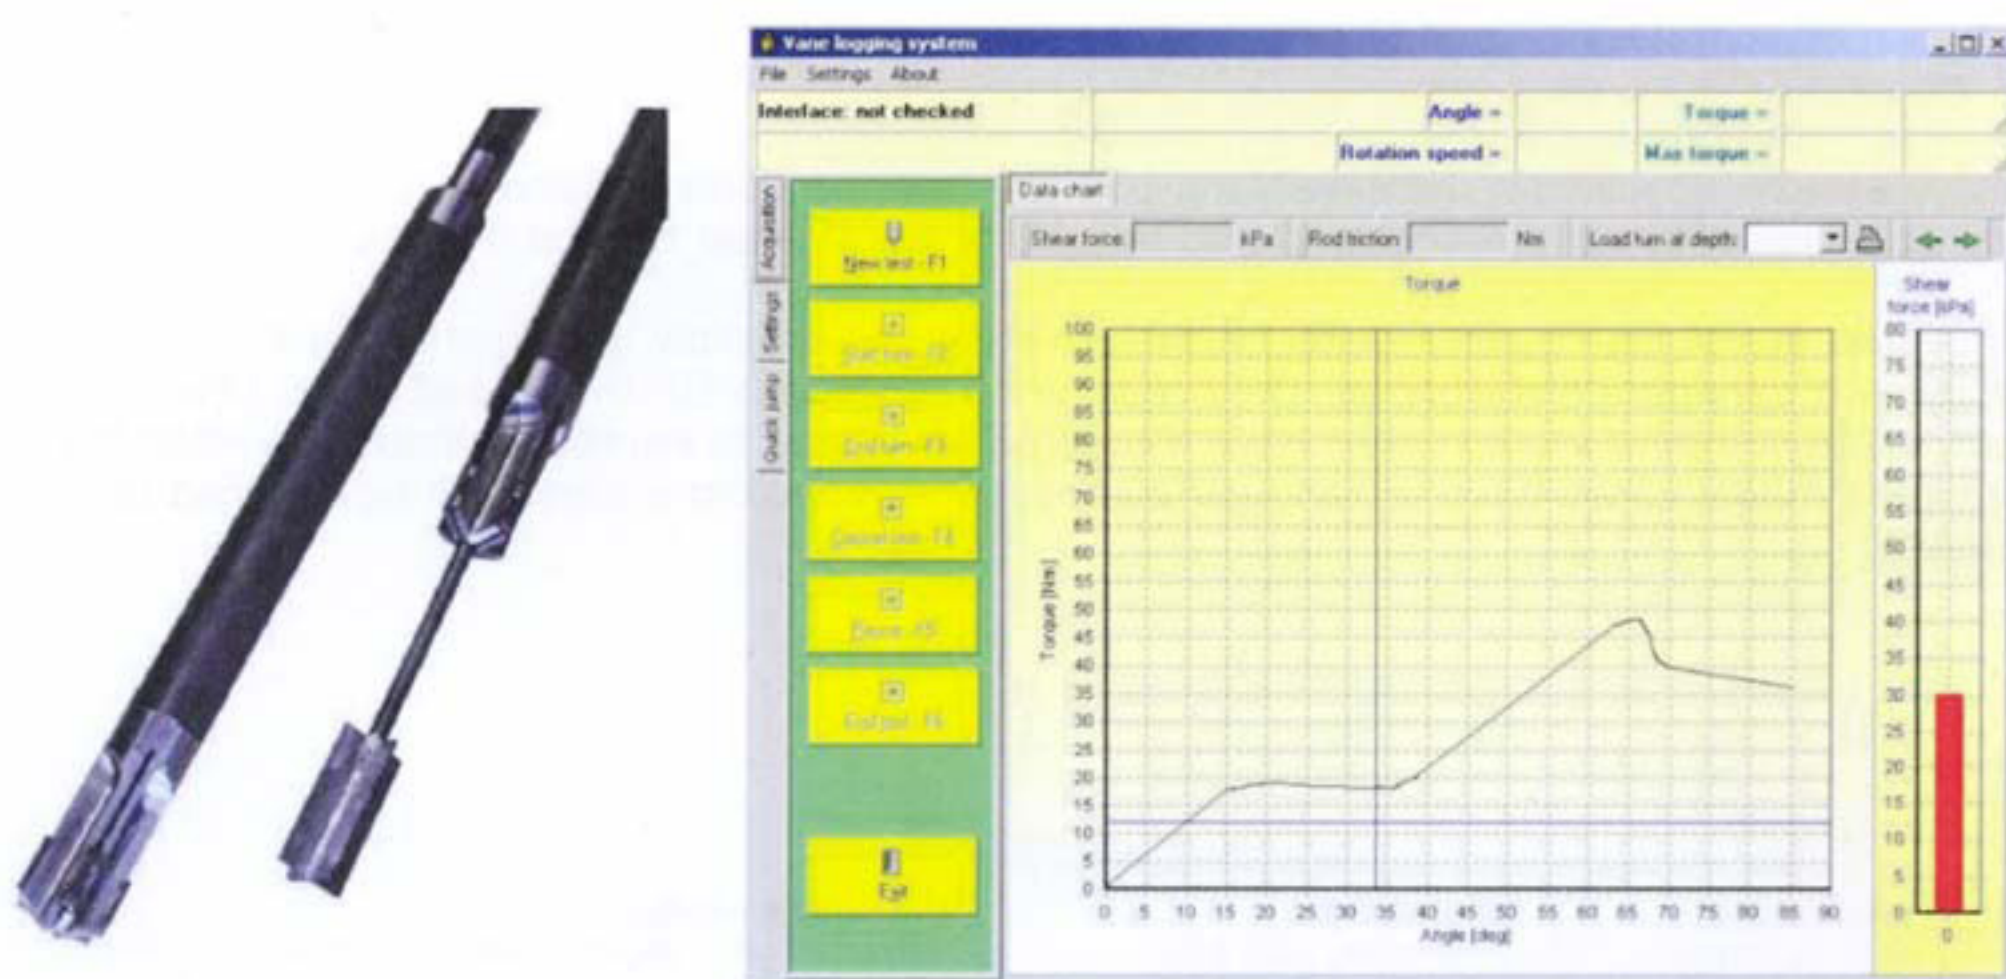 Vane logging system
File Settings About
Interface: not checked
Angle =
Torque =
Rotation speed =
Max torque =
Acquisition
Settings
Quick jump
New test - F1
Exit
Data chart
Shear force kPa Rod friction Nm Load turn at depth:
Torque
Shear
force [kPa]
100
95
90
85
80
75
70
65
60
55
50
45
40
35
30
25
20
15
10
5
0
Torque [Nm]
0 5 10 15 20 25 30 35 40 45 50 55 60 65 70 75 80 85 90
Angle [deg]
80
75
70
65
60
55
50
45
40
35
30
25
20
15
10
5
0
0